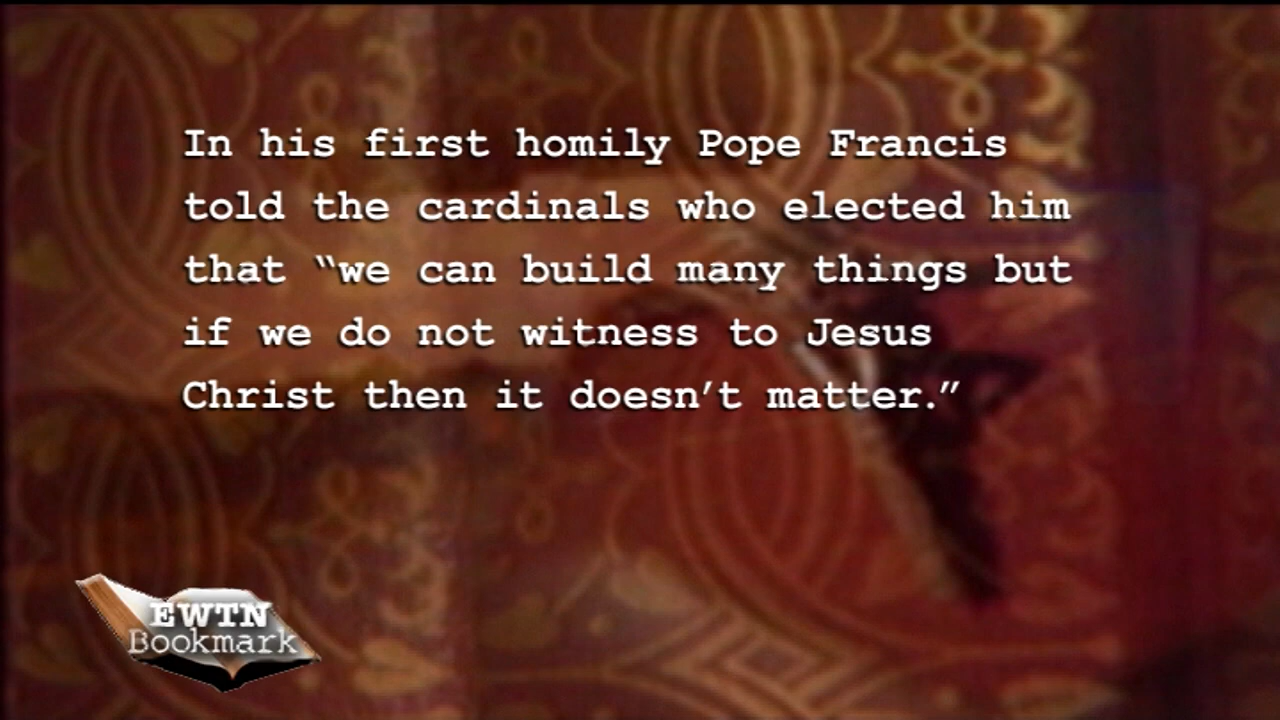 In his first homily Pope Francis
told the cardinals who elected him
that “we can build many things but
if we do not witness to Jesus
Christ then it doesn’t matter.”
EWTN
Bookmark